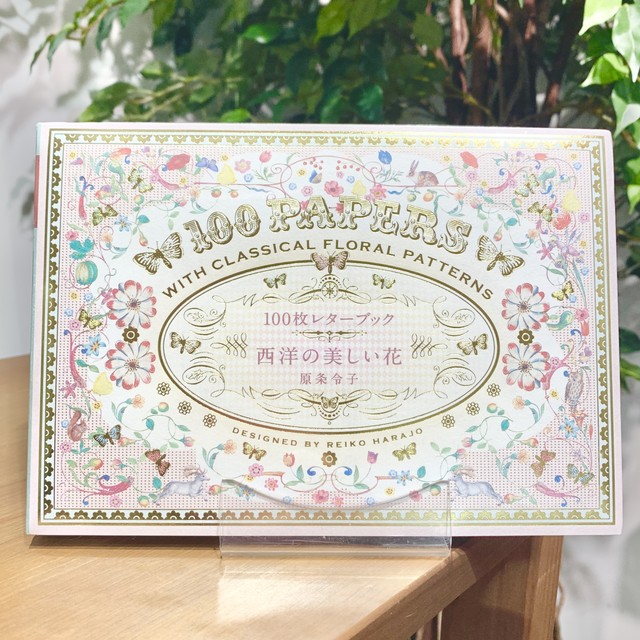 100 PAPERS
WITH CLASSICAL FLORAL PATTERNS
100枚レターブック
西洋の美しい花
原条令子
DESIGNED BY REIKO HARAJO